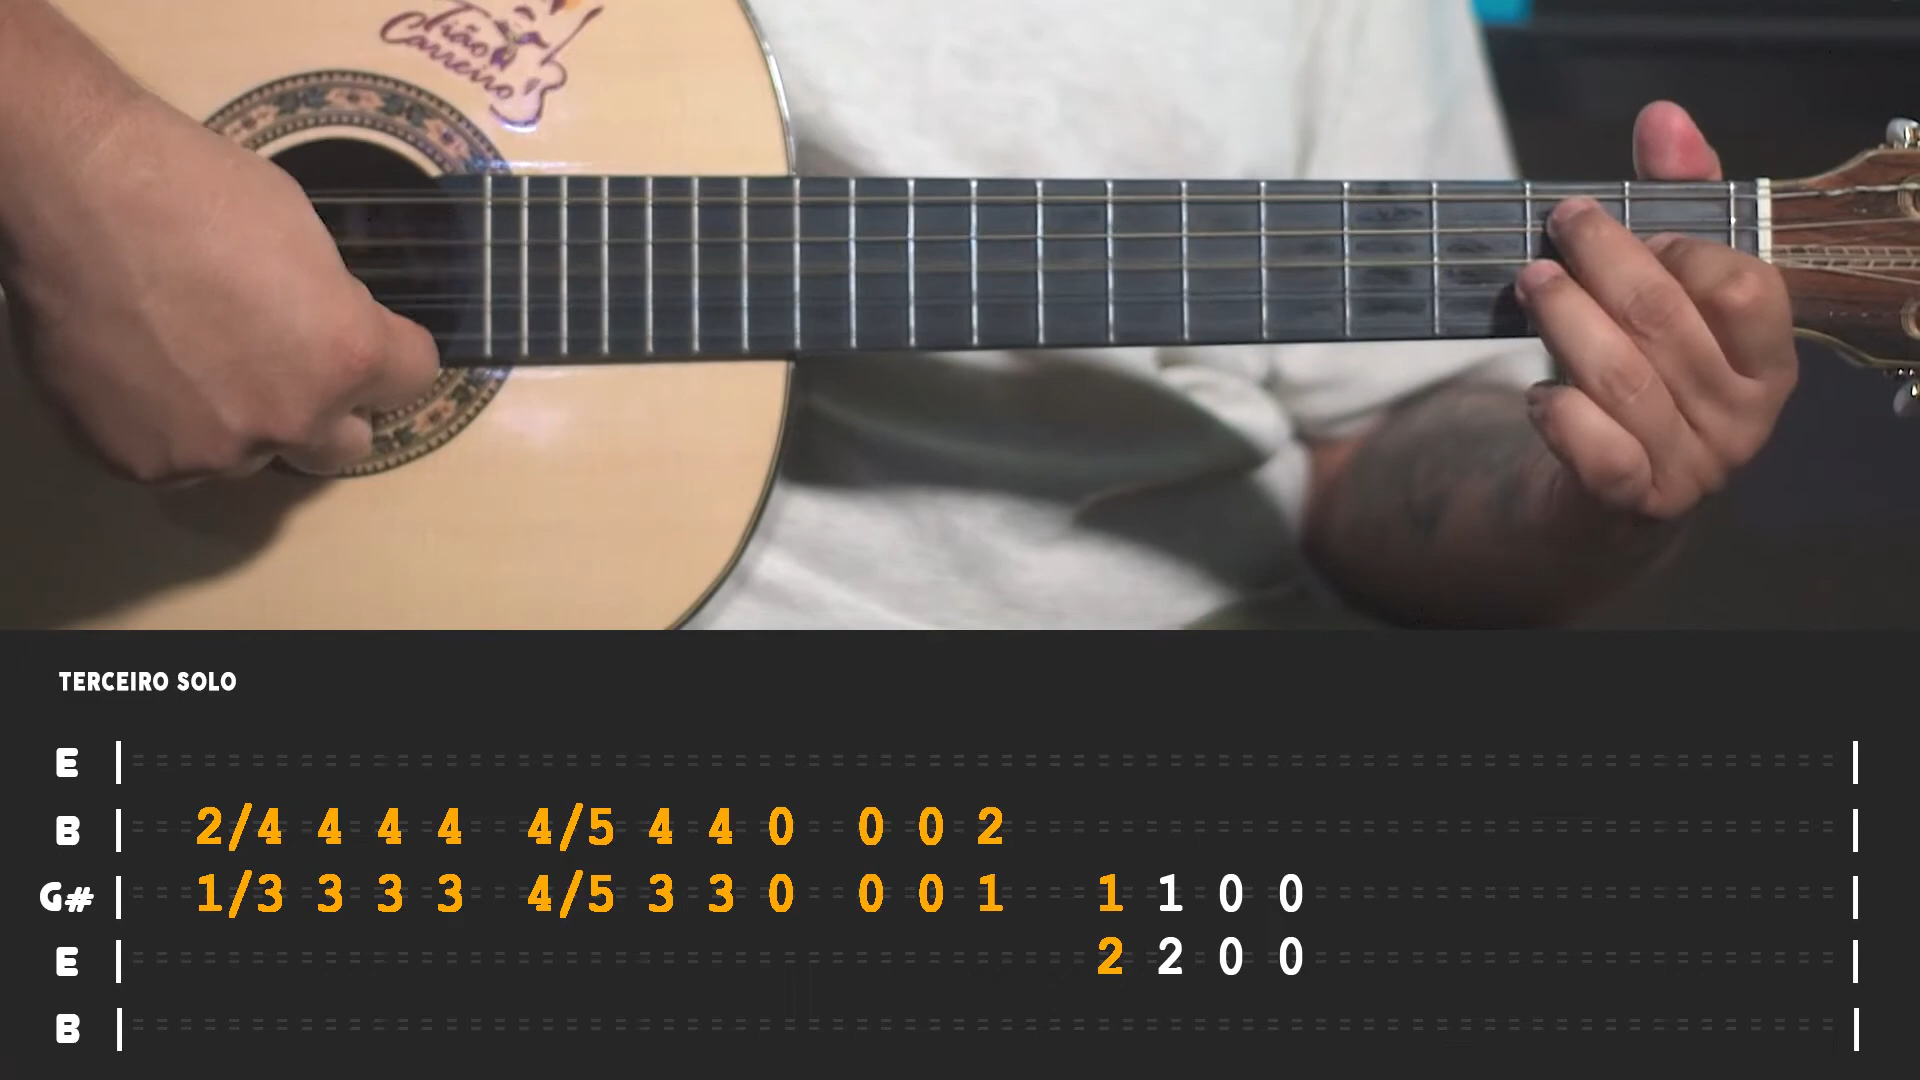 Tião
Carreiro
TERCEIRO SOLO
E
B 2/4 4 4 4 4/5 4 4 0 0 0 2
G# 1/3 3 3 3 4/5 3 3 0 0 0 1 1 1 0 0
E 2 2 0 0
B